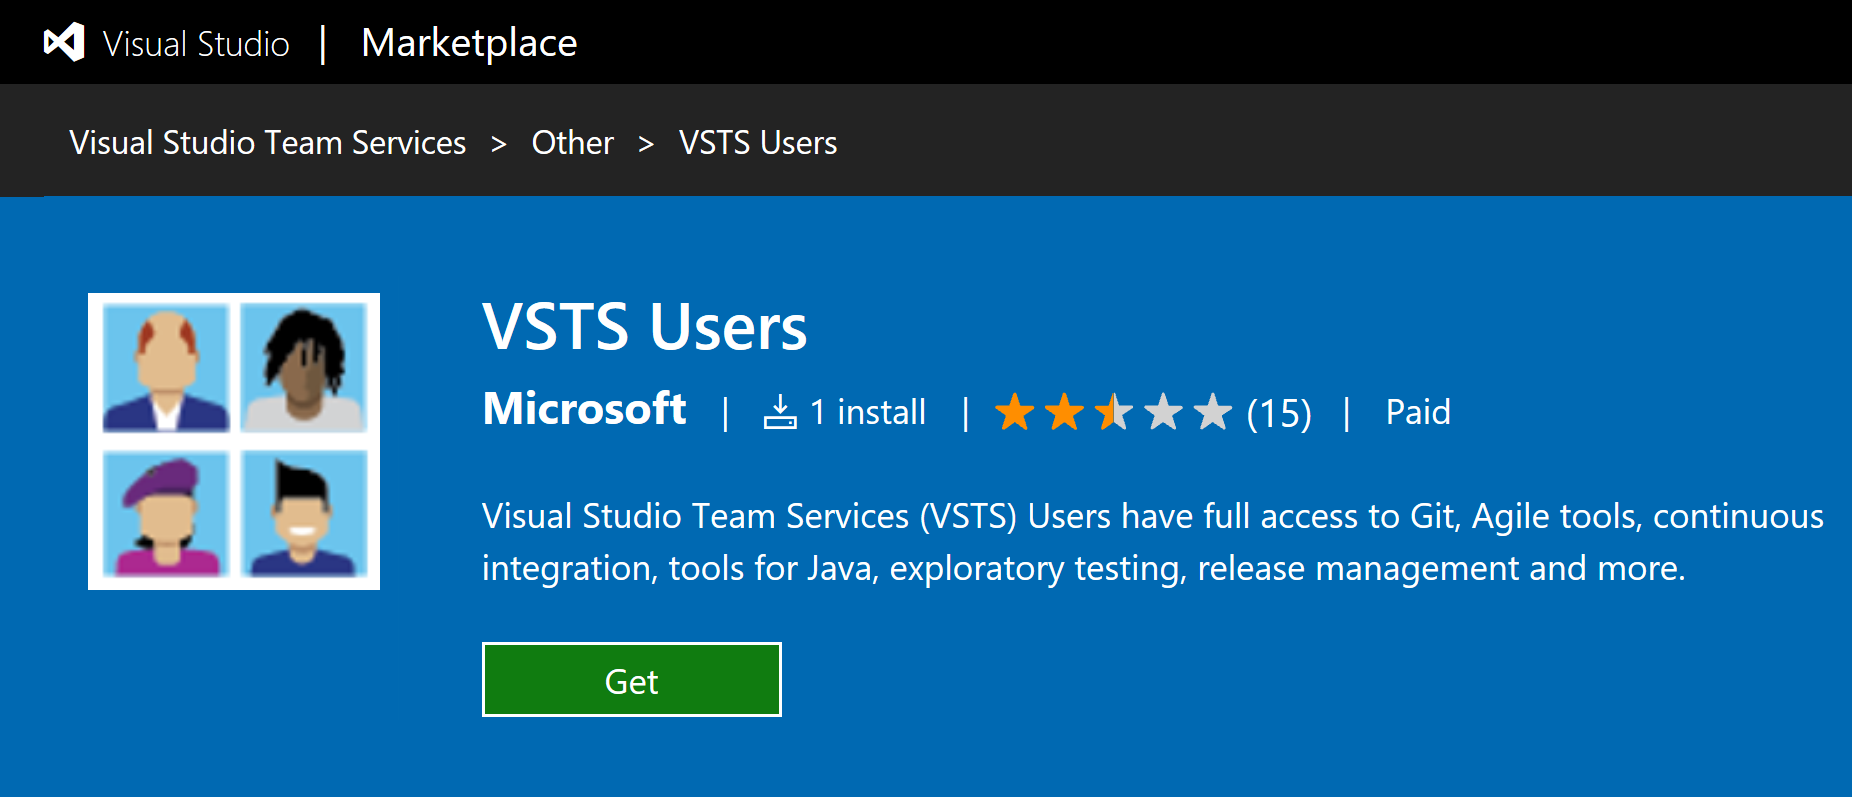 Visual Studio | Marketplace
Visual Studio Team Services > Other > VSTS Users
VSTS Users
Microsoft | 1 install | (15) | Paid
Visual Studio Team Services (VSTS) Users have full access to Git, Agile tools, continuous
integration, tools for Java, exploratory testing, release management and more.
Get